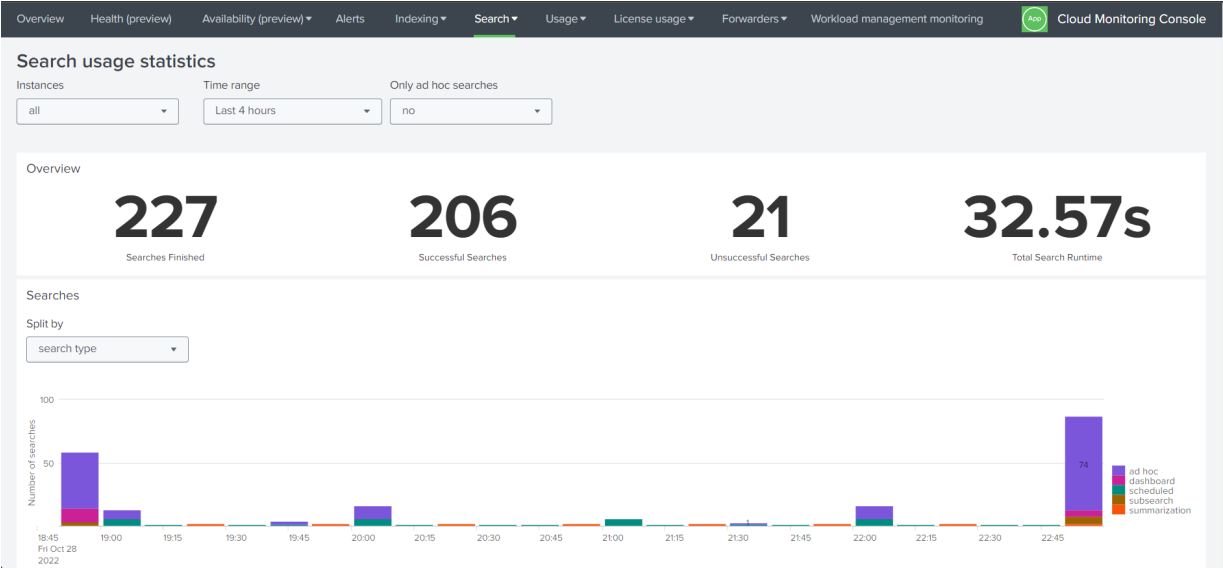 Overview Health (preview) Availability (preview) Alerts Indexing Search Usage License usage Forwarders Workload management monitoring App Cloud Monitoring Console
Search usage statistics
Instances Time range Only ad hoc searches
all Last 4 hours no
Overview
227 206 21 32.57s
Searches Finished Successful Searches Unsuccessful Searches Total Search Runtime
Searches
Split by
search type
100
50
Number of searches
74
1
ad hoc
dashboard
scheduled
subsearch
summarization
18:45 19:00 19:15 19:30 19:45 20:00 20:15 20:30 20:45 21:00 21:15 21:30 21:45 22:00 22:15 22:30 22:45
Fri Oct 28
2022